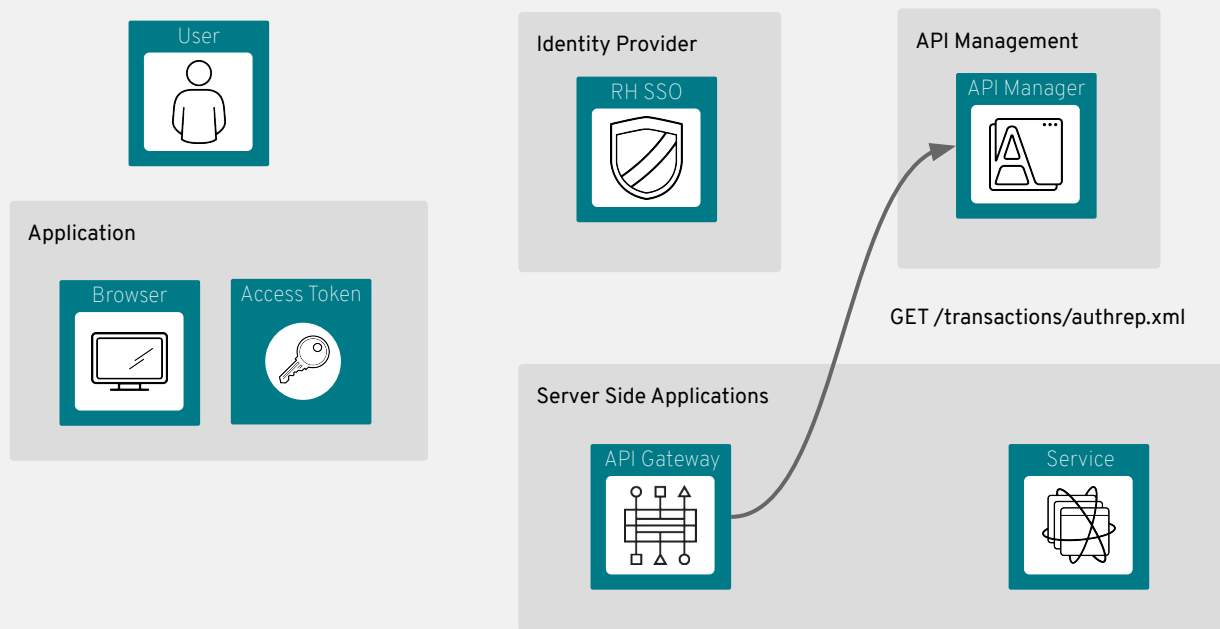 User
Identity Provider
RH SSO
API Management
API Manager
Application
Browser
Access Token
GET /transactions/authrep.xml
Server Side Applications
API Gateway
Service